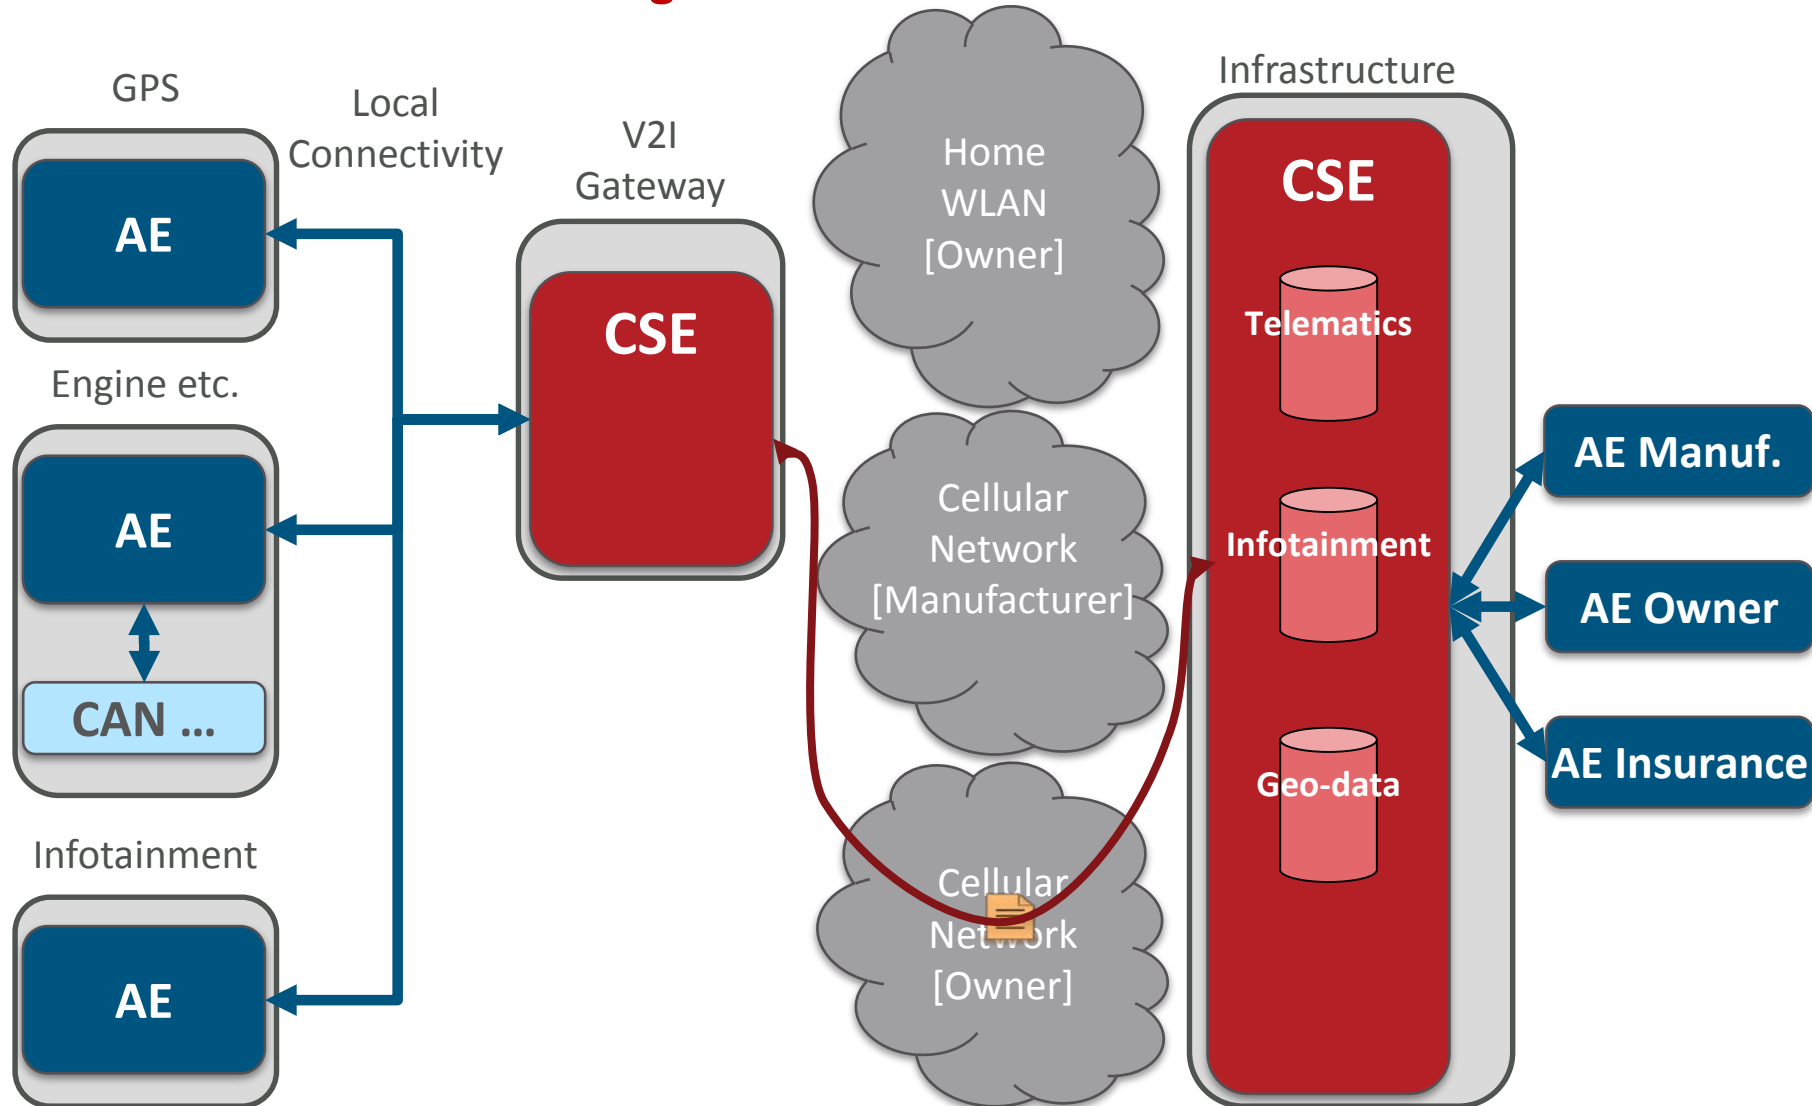 g
GPS
AE
Local
Connectivity
V2I
Gateway
CSE
Engine etc.
AE
CAN ...
Infotainment
AE
Home
WLAN
[Owner]
Cellular
Network
[Manufacturer]
Cellular
Network
[Owner]
Infrastructure
CSE
Telematics
Infotainment
Geo-data
AE Manuf.
AE Owner
AE Insurance